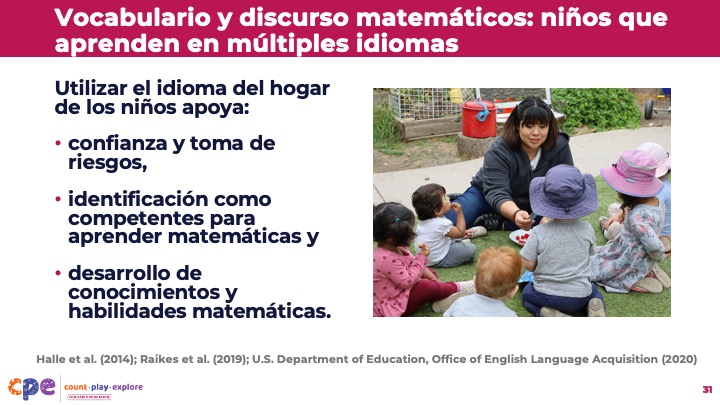 Vocabulario y discurso matemáticos: niños que
aprenden en múltiples idiomas
Utilizar el idioma del hogar
de los niños apoya:
• confianza y toma de
riesgos,
• identificación como
competentes para
aprender matemáticas y
• desarrollo de
conocimientos y
habilidades matemáticas.
Halle et al. (2014); Raikes et al. (2019); U.S. Department of Education, Office of English Language Acquisition (2020)
cpe
count·play·explore
31